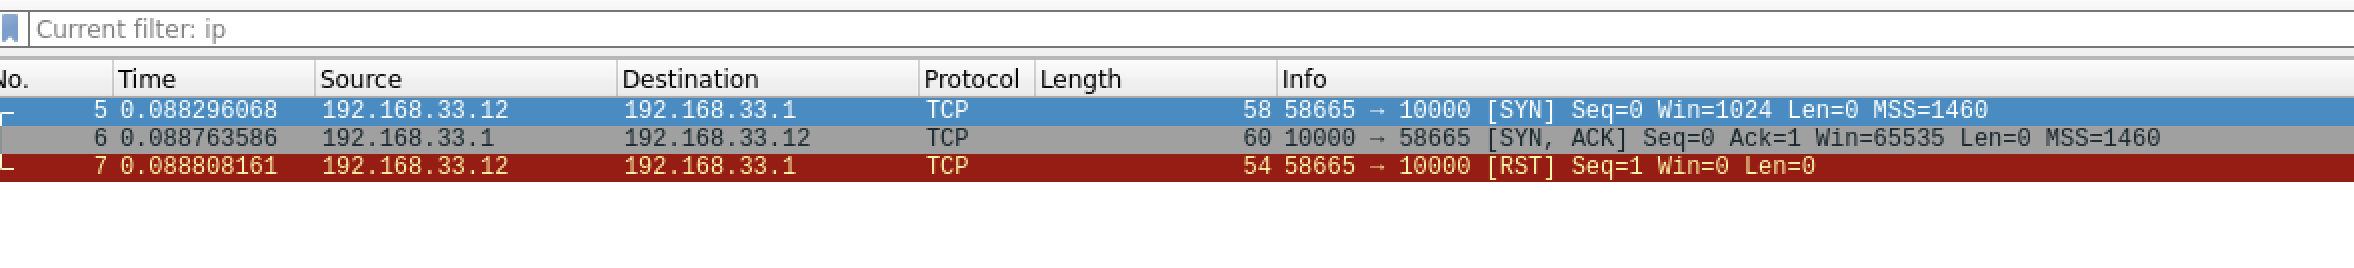 Current filter: ip
No. Time Source Destination Protocol Length Info
5 0.088296068 192.168.33.12 192.168.33.1 TCP 58 58665 → 10000 [SYN] Seq=0 Win=1024 Len=0 MSS=1460
6 0.088763586 192.168.33.1 192.168.33.12 TCP 60 10000 → 58665 [SYN, ACK] Seq=0 Ack=1 Win=65535 Len=0 MSS=1460
7 0.088808161 192.168.33.12 192.168.33.1 TCP 54 58665 → 10000 [RST] Seq=1 Win=0 Len=0